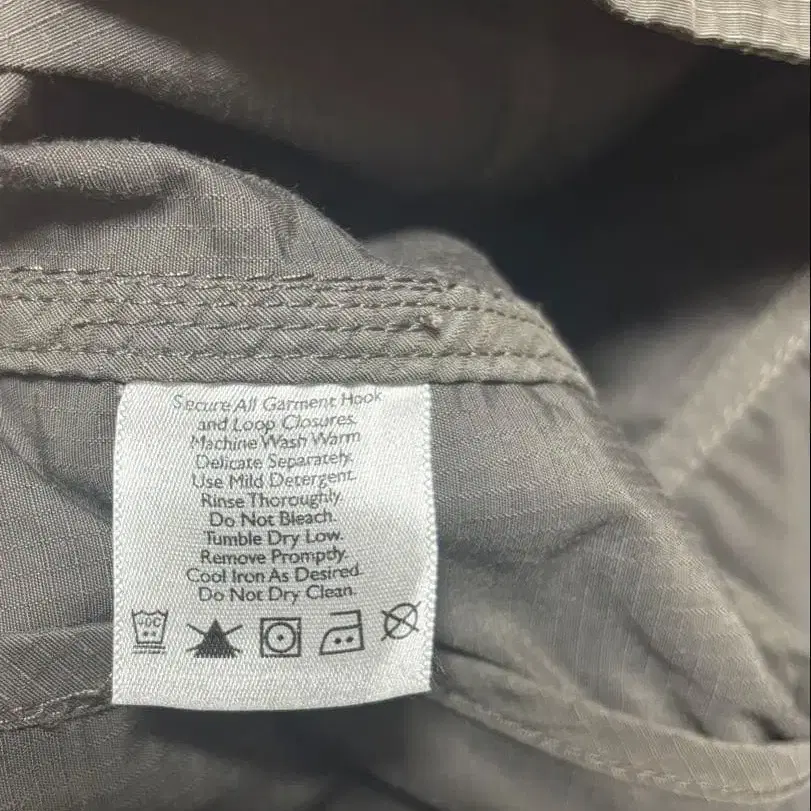 Secure All Garment Hook
and Loop Closures.
Machine Wash Warm
Delicate Separately.
Use Mild Detergent.
Rinse Thoroughly.
Do Not Bleach.
Tumble Dry Low.
Remove Promptly.
Cool Iron As Desired.
Do Not Dry Clean.
40C